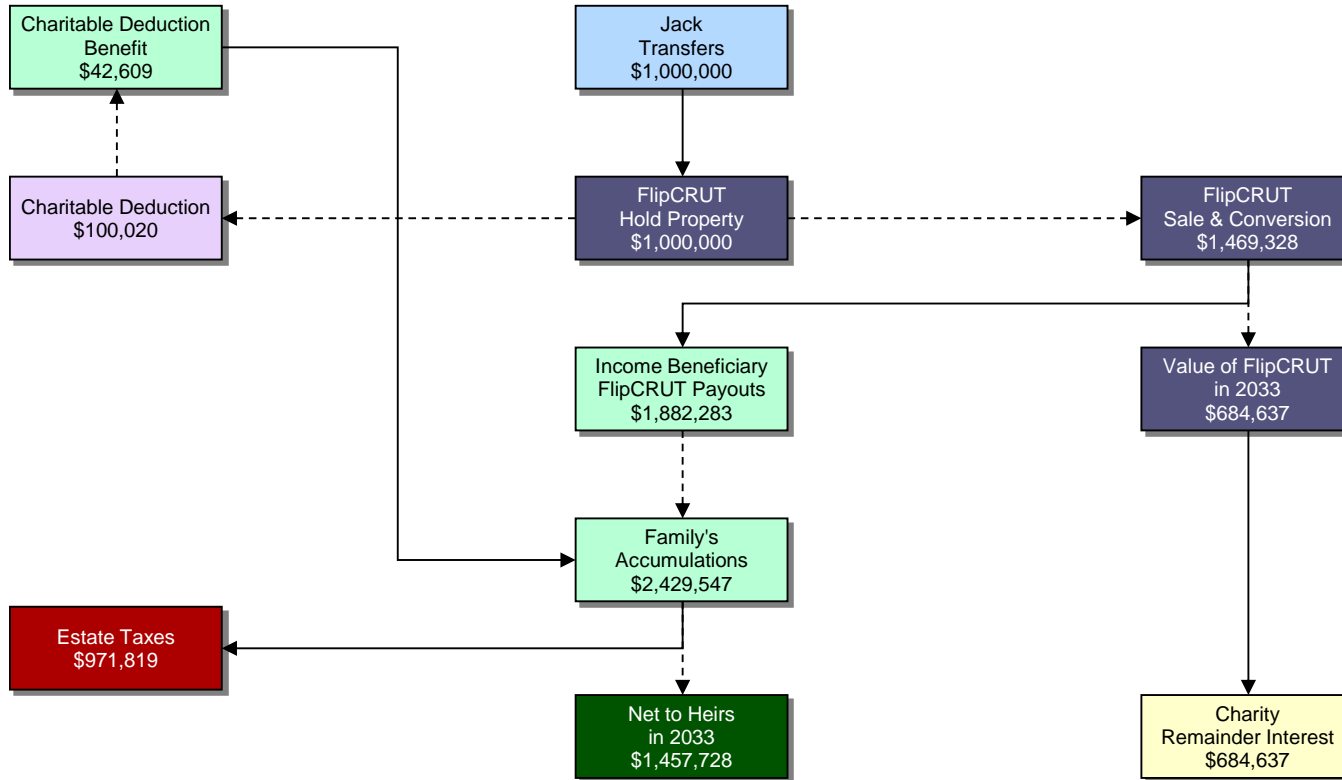 Charitable Deduction
Benefit
$42,609
Jack
Transfers
$1,000,000
Charitable Deduction
$100,020
FlipCRUT
Hold Property
$1,000,000
FlipCRUT
Sale & Conversion
$1,469,328
Income Beneficiary
FlipCRUT Payouts
$1,882,283
Value of FlipCRUT
in 2033
$684,637
Family's
Accumulations
$2,429,547
Estate Taxes
$971,819
Net to Heirs
in 2033
$1,457,728
Charity
Remainder Interest
$684,637